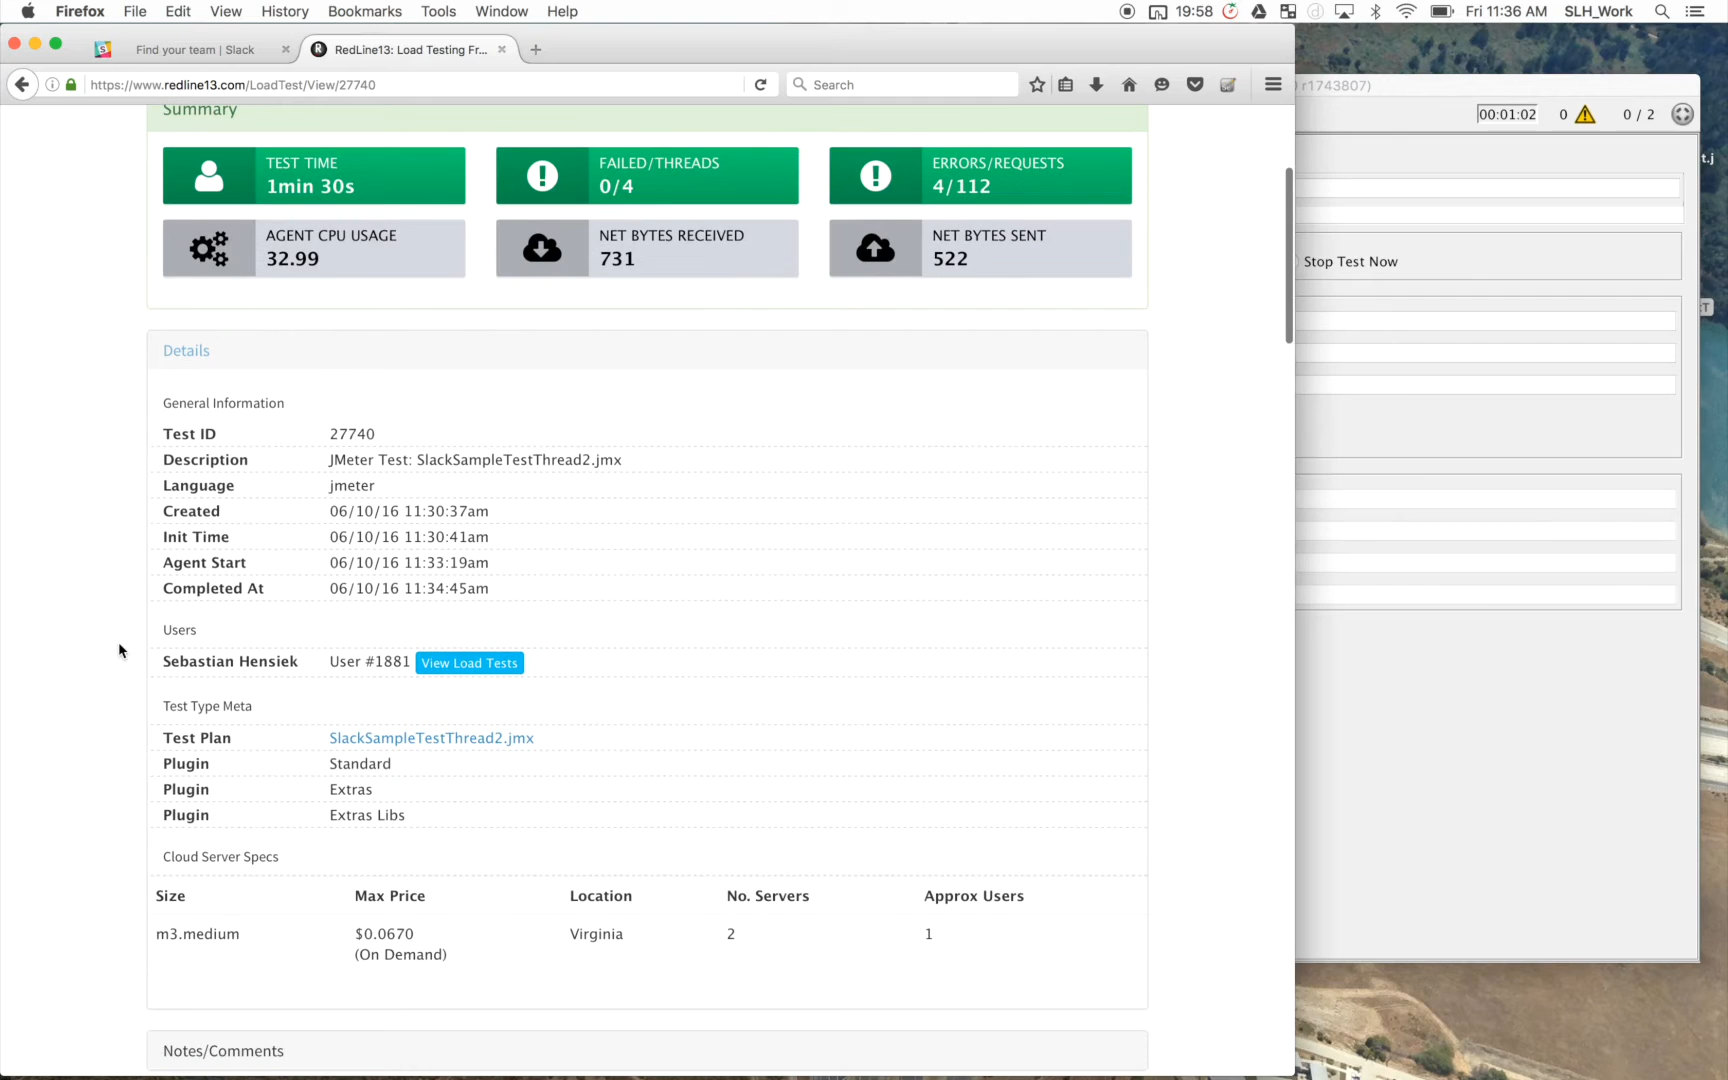 Firefox File Edit View History Bookmarks Tools Window Help 19:58 Fri 11:36 AM SLH_Work
Find your team | Slack RedLine13: Load Testing Fr...
https://www.redline13.com/LoadTest/View/27740 Search
r1743807)
00:01:02 0 0 / 2
t.j
Stop Test Now
Summary
TEST TIME
1min 30s
FAILED/THREADS
0/4
ERRORS/REQUESTS
4/112
AGENT CPU USAGE
32.99
NET BYTES RECEIVED
731
NET BYTES SENT
522
Details
General Information
Test ID 27740
Description JMeter Test: SlackSampleTestThread2.jmx
Language jmeter
Created 06/10/16 11:30:37am
Init Time 06/10/16 11:30:41am
Agent Start 06/10/16 11:33:19am
Completed At 06/10/16 11:34:45am
Users
Sebastian Hensiek User #1881 View Load Tests
Test Type Meta
Test Plan SlackSampleTestThread2.jmx
Plugin Standard
Plugin Extras
Plugin Extras Libs
Cloud Server Specs
Size Max Price Location No. Servers Approx Users
m3.medium $0.0670 Virginia 2 1
(On Demand)
Notes/Comments